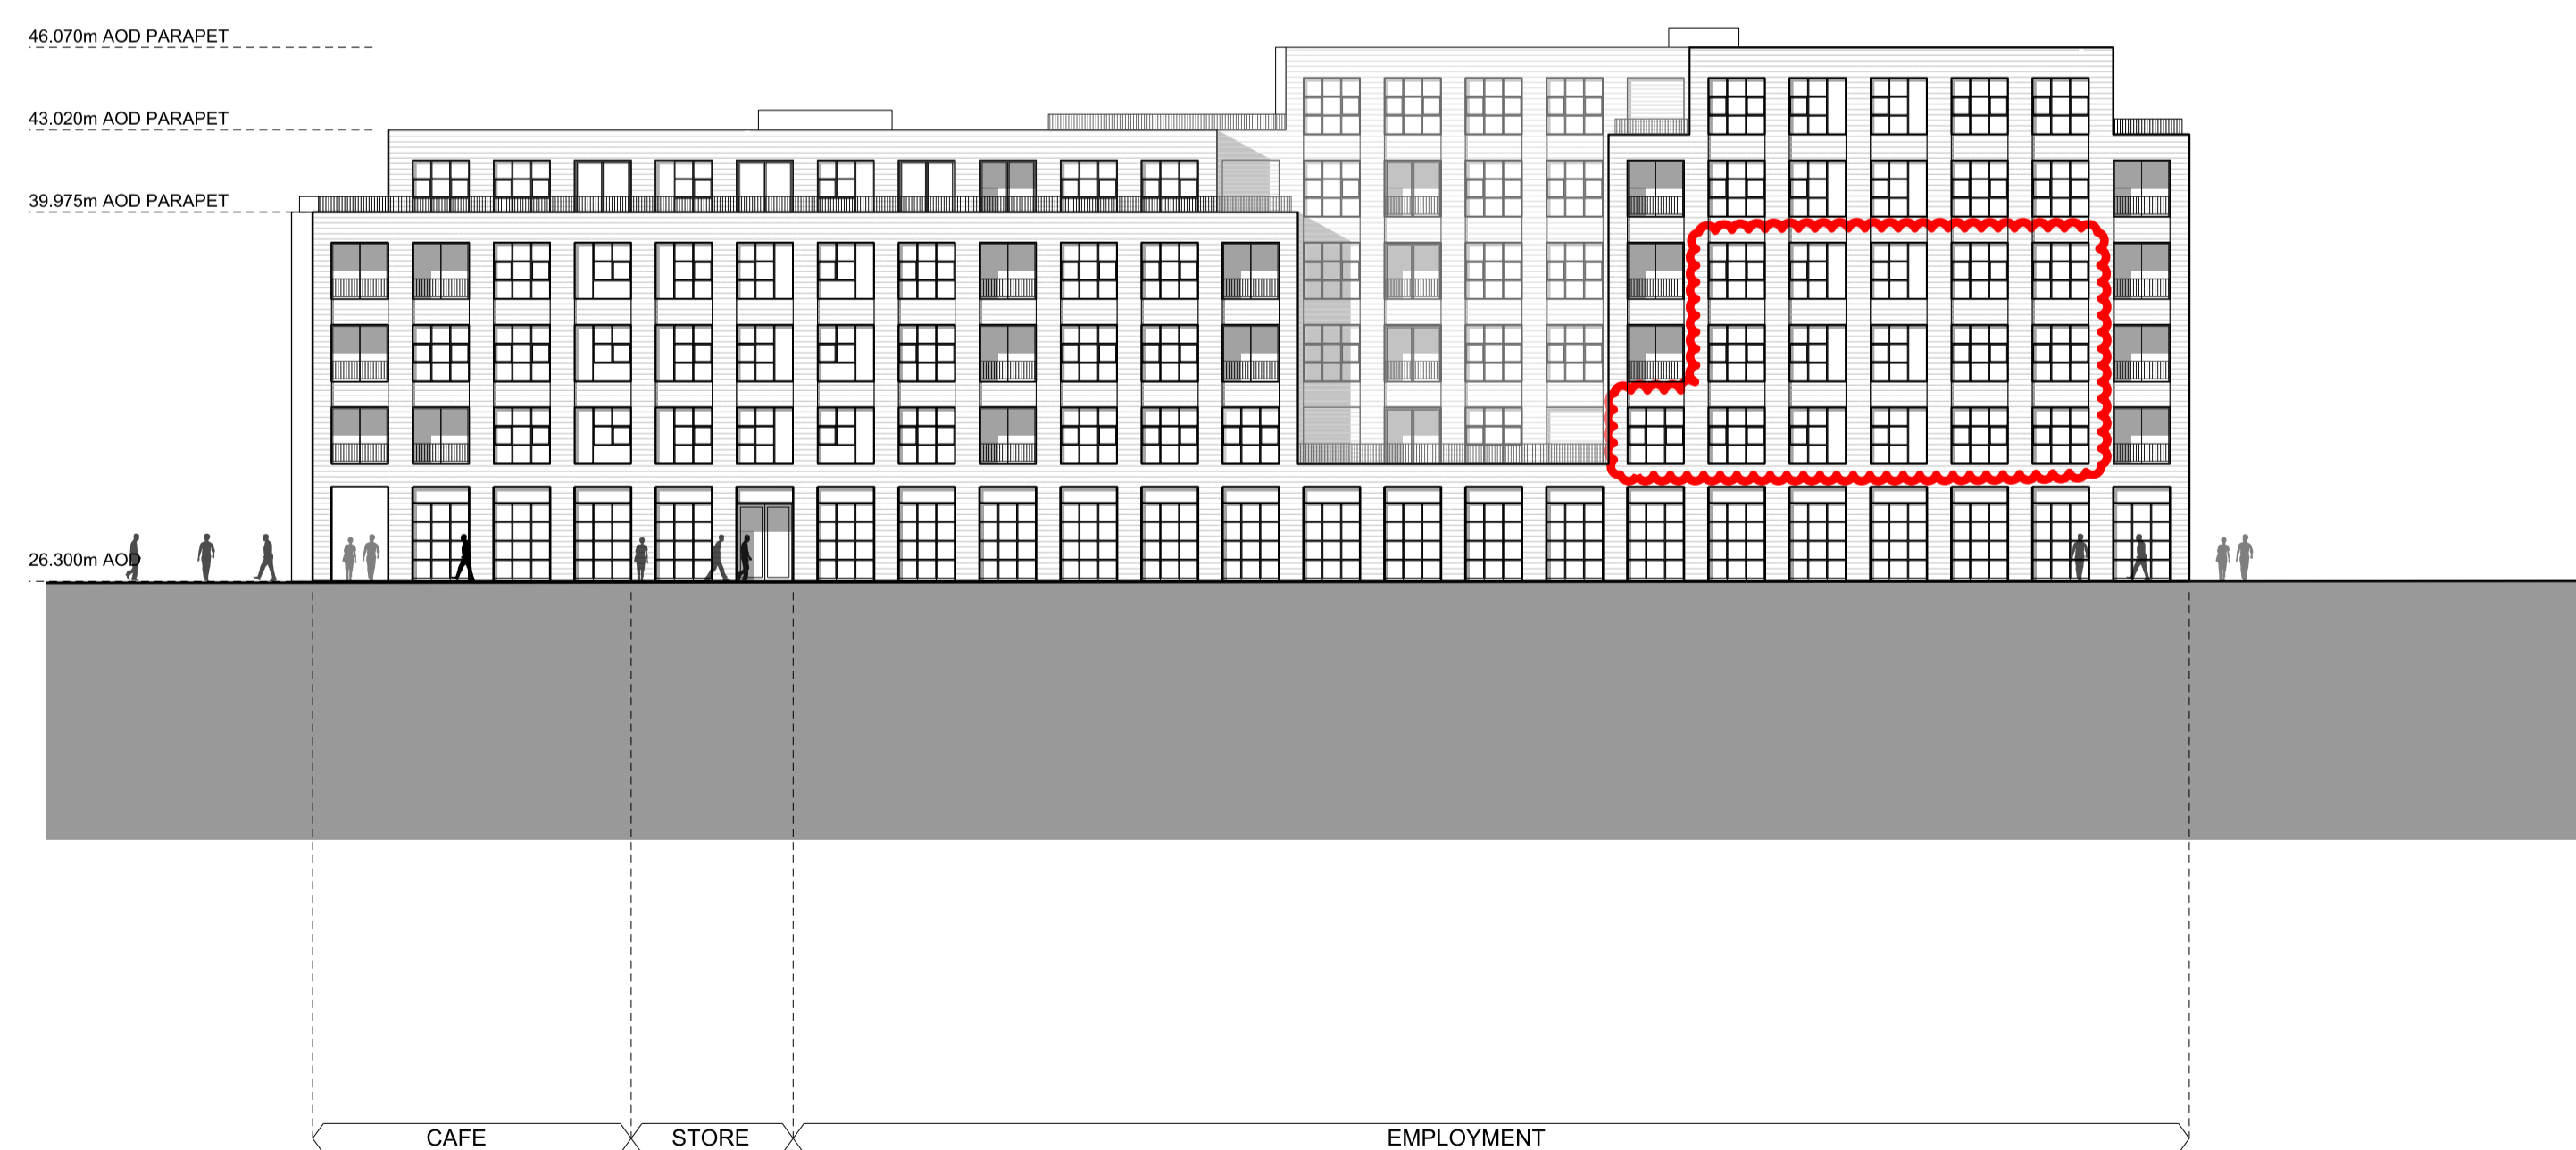 46.070m AOD PARAPET
43.020m AOD PARAPET
39.975m AOD PARAPET
26.300m AOD
CAFE
STORE
EMPLOYMENT